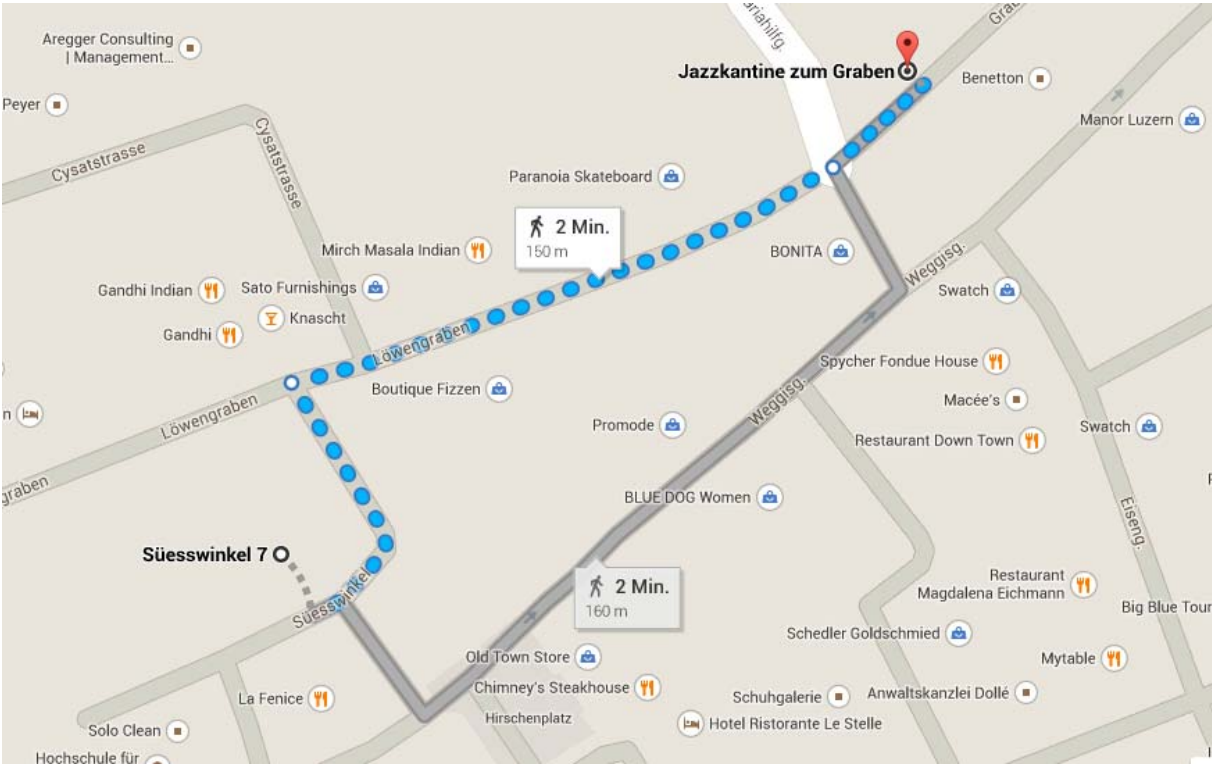 Aregger Consulting
| Management...
ariahilfg.
Grab
Jazzkantine zum Graben
Benetton
Peyer
Manor Luzern
Cysatstrasse
Cysatstrasse
Paranoia Skateboard
2 Min.
150 m
Mirch Masala Indian
BONITA
Weggisg.
Gandhi Indian
Sato Furnishings
Swatch
Knascht
Gandhi
Löwengraben
Spycher Fondue House
Boutique Fizzen
Macée's
Weggisg.
n
Löwengraben
Promode
Restaurant Down Town
Swatch
graben
BLUE DOG Women
Eiseng.
Süesswinkel 7
2 Min.
160 m
Süesswinkel
Restaurant
Magdalena Eichmann
Big Blue Tour
Schedler Goldschmied
Old Town Store
Mytable
La Fenice
Chimney's Steakhouse
Schuhgalerie
Anwaltskanzlei Dollé
Hirschenplatz
Hotel Ristorante Le Stelle
Solo Clean
Hochschule für